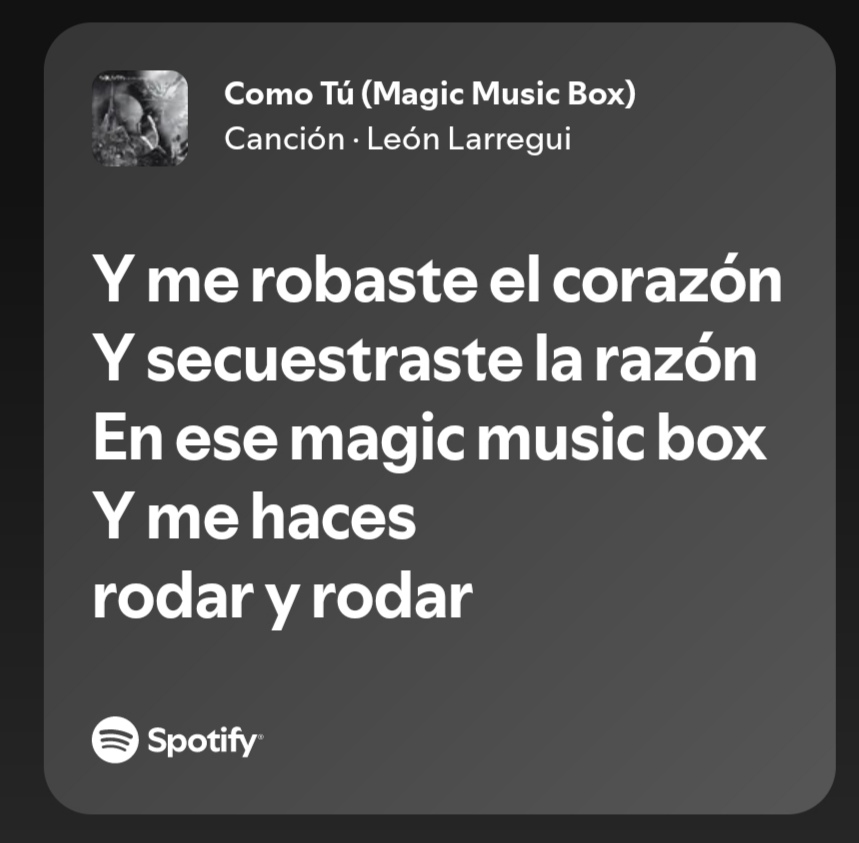 Como Tú (Magic Music Box)
Canción · León Larregui
Y me robaste el corazón
Y secuestraste la razón
En ese magic music box
Y me haces
rodar y rodar
Spotify®